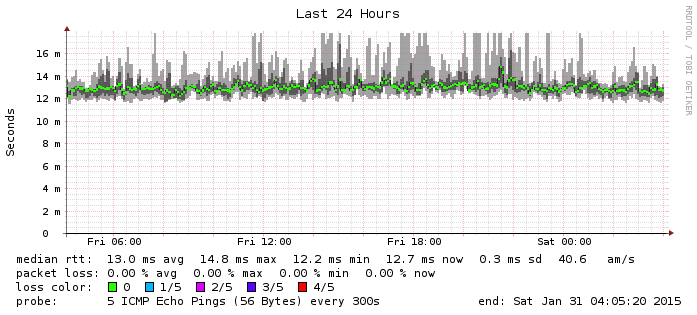 Last 24 Hours
RRDTOOL / TOBI OETIKER
Seconds
16 m
14 m
12 m
10 m
8 m
6 m
4 m
2 m
0
Fri 06:00 Fri 12:00 Fri 18:00 Sat 00:00
median rtt: 13.0 ms avg 14.8 ms max 12.2 ms min 12.7 ms now 0.3 ms sd 40.6 am/s
packet loss: 0.00 % avg 0.00 % max 0.00 % min 0.00 % now
loss color: 0 1/5 2/5 3/5 4/5
probe: 5 ICMP Echo Pings (56 Bytes) every 300s end: Sat Jan 31 04:05:20 2015